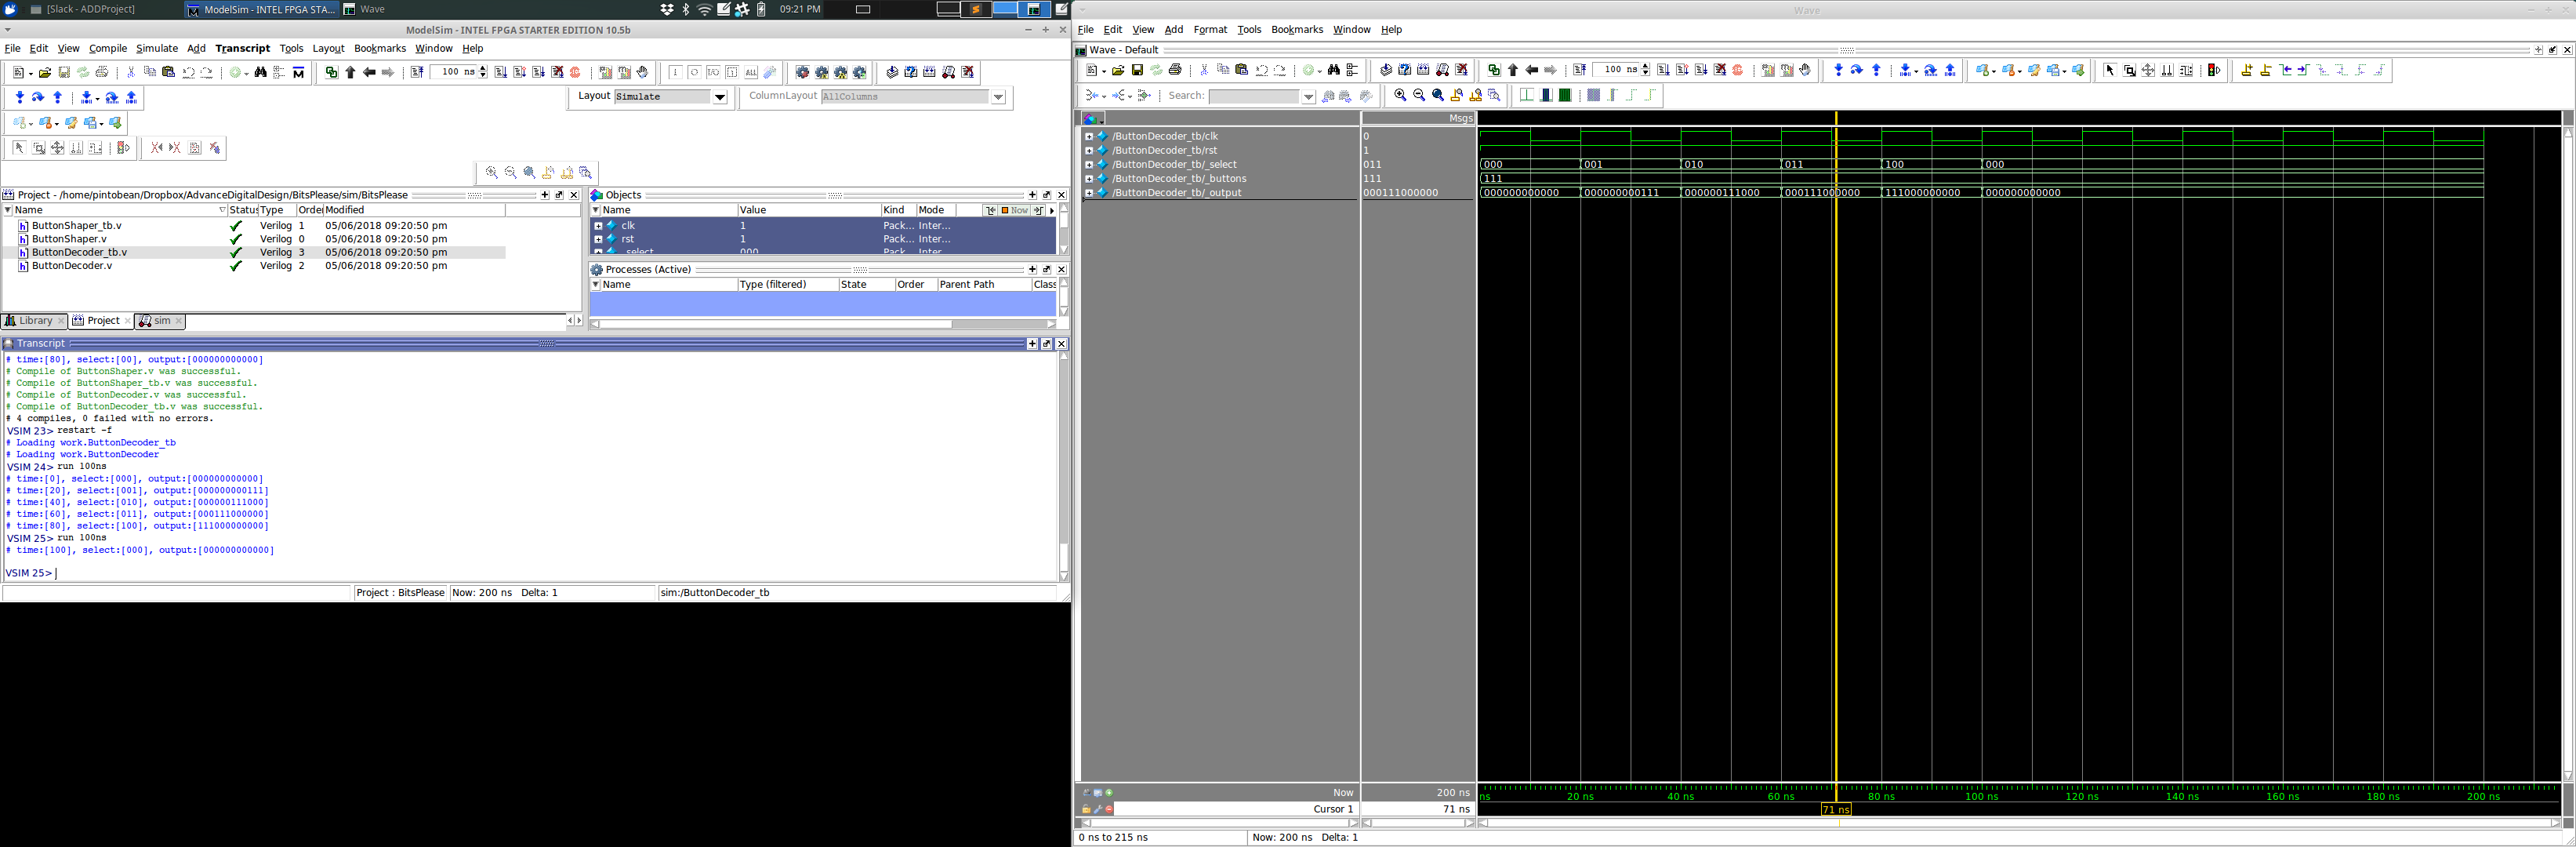 [Slack - ADDProject]
ModelSim - INTEL FPGA STA...
Wave
09:21 PM
ModelSim - INTEL FPGA STARTER EDITION 10.5b
File Edit View Compile Simulate Add Transcript Tools Layout Bookmarks Window Help
100 ns
Layout Simulate
ColumnLayout AllColumns
Project - /home/pintobean/Dropbox/AdvanceDigitalDesign/BitsPlease/sim/BitsPlease
Name Status Type Order Modified
ButtonShaper_tb.v Verilog 1 05/06/2018 09:20:50 pm
ButtonShaper.v Verilog 0 05/06/2018 09:20:50 pm
ButtonDecoder_tb.v Verilog 3 05/06/2018 09:20:50 pm
ButtonDecoder.v Verilog 2 05/06/2018 09:20:50 pm
Library Project sim
Objects
Name Value Kind Mode Now
clk 1 Pack... Inter...
rst 1 Pack... Inter...
_select 000 Pack... Inter...
Processes (Active)
Name Type (filtered) State Order Parent Path Class
Transcript
# time:[80], select:[00], output:[000000000000]
# Compile of ButtonShaper.v was successful.
# Compile of ButtonShaper_tb.v was successful.
# Compile of ButtonDecoder.v was successful.
# Compile of ButtonDecoder_tb.v was successful.
# 4 compiles, 0 failed with no errors.
VSIM 23> restart -f
# Loading work.ButtonDecoder_tb
# Loading work.ButtonDecoder
VSIM 24> run 100ns
# time:[0], select:[000], output:[000000000000]
# time:[20], select:[001], output:[000000000111]
# time:[40], select:[010], output:[000000111000]
# time:[60], select:[011], output:[000111000000]
# time:[80], select:[100], output:[111000000000]
VSIM 25> run 100ns
# time:[100], select:[000], output:[000000000000]
VSIM 25>
Project : BitsPlease Now: 200 ns Delta: 1 sim:/ButtonDecoder_tb
Wave
File Edit View Add Format Tools Bookmarks Window Help
Wave - Default
100 ns
Search:
Msgs
/ButtonDecoder_tb/clk 0
/ButtonDecoder_tb/rst 1
/ButtonDecoder_tb/_select 011 000 001 010 011 100 000
/ButtonDecoder_tb/_buttons 111 111
/ButtonDecoder_tb/_output 000111000000 000000000000 000000000111 000000111000 000111000000 111000000000 000000000000
Now 200 ns ns 20 ns 40 ns 60 ns 80 ns 100 ns 120 ns 140 ns 160 ns 180 ns 200 ns
Cursor 1 71 ns 71 ns
0 ns to 215 ns Now: 200 ns Delta: 1